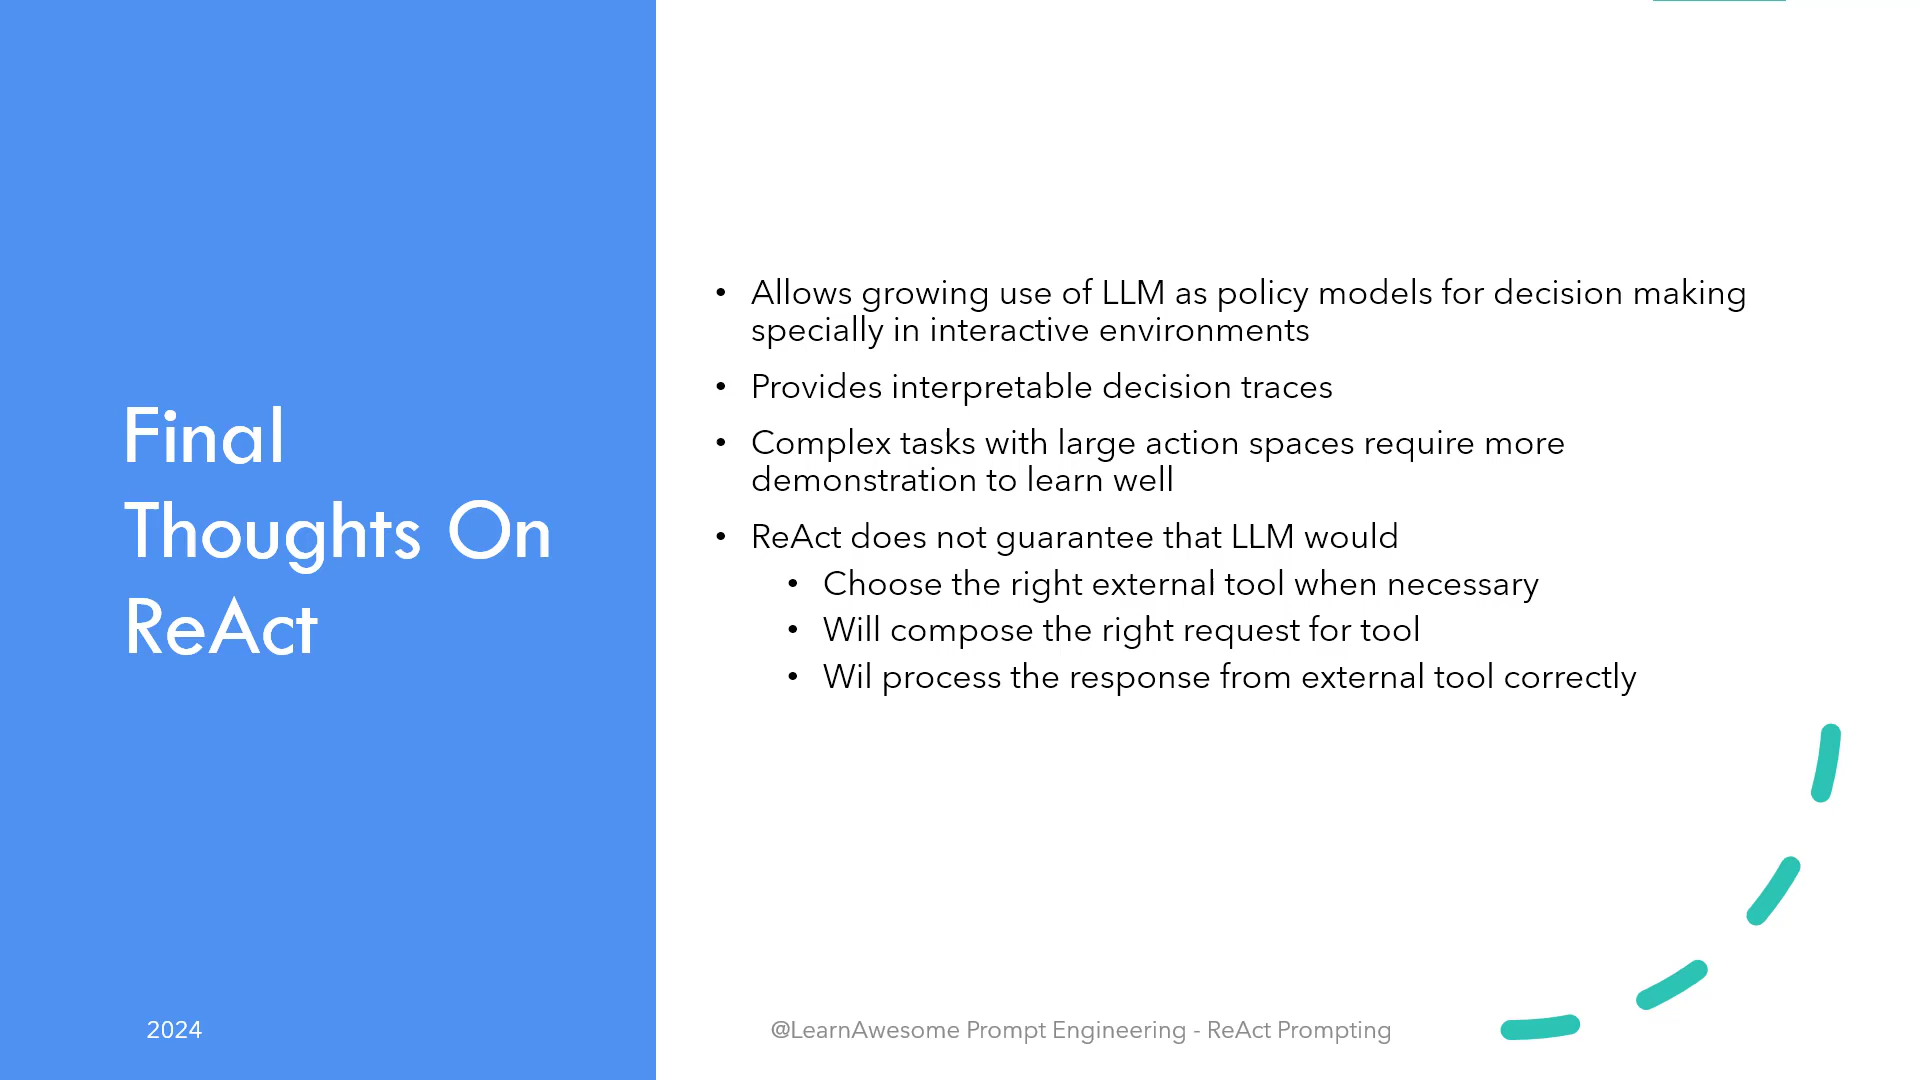 Final
Thoughts On
ReAct
• Allows growing use of LLM as policy models for decision making
specially in interactive environments
• Provides interpretable decision traces
• Complex tasks with large action spaces require more
demonstration to learn well
• ReAct does not guarantee that LLM would
• Choose the right external tool when necessary
• Will compose the right request for tool
• Wil process the response from external tool correctly
2024
@LearnAwesome Prompt Engineering - ReAct Prompting